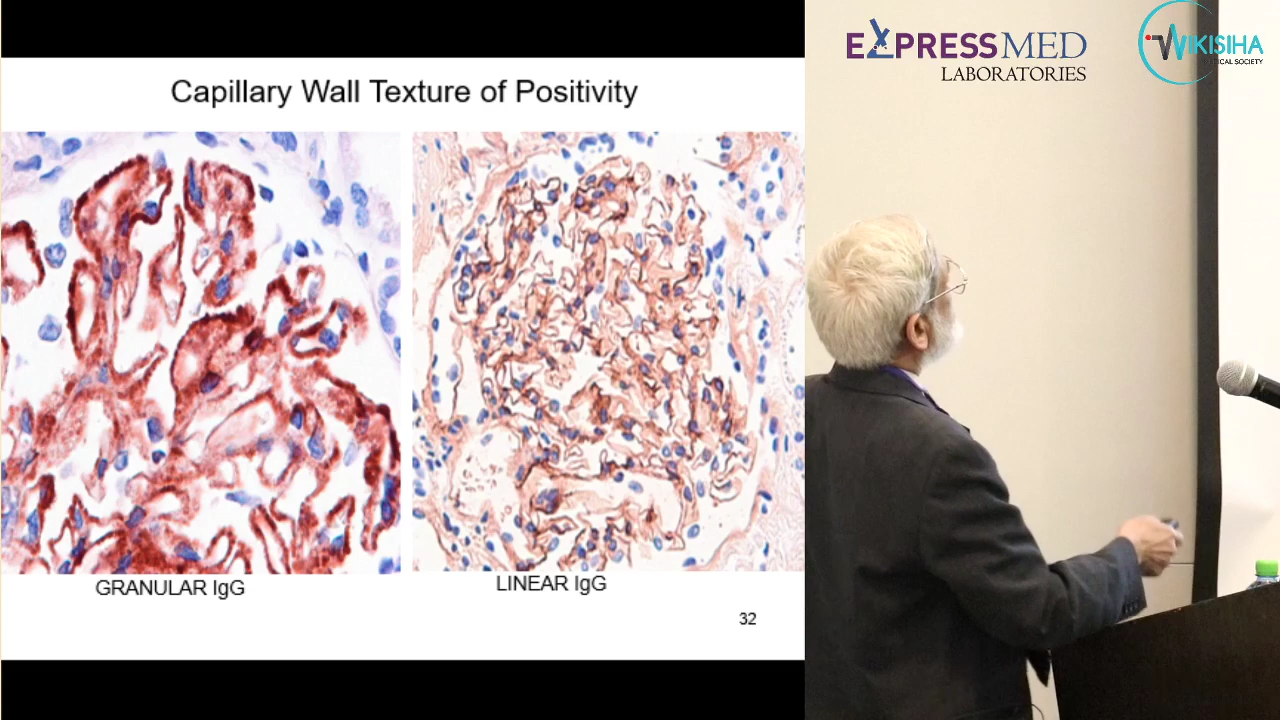 Capillary Wall Texture of Positivity
GRANULAR IgG
LINEAR IgG
32
EXPRESSMED
LABORATORIES
WIKISIHA